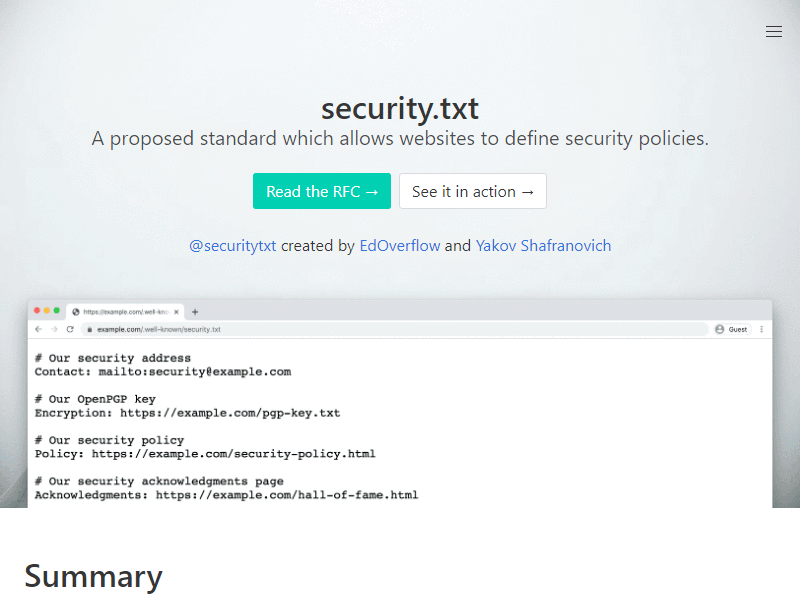 security.txt
A proposed standard which allows websites to define security policies.
Read the RFC →
See it in action →
@securitytxt created by EdOverflow and Yakov Shafranovich
https://example.com/.well-kno
example.com/.well-known/security.txt
Guest
# Our security address
Contact: mailto:security@example.com
# Our OpenPGP key
Encryption: https://example.com/pgp-key.txt
# Our security policy
Policy: https://example.com/security-policy.html
# Our security acknowledgments page
Acknowledgments: https://example.com/hall-of-fame.html
Summary